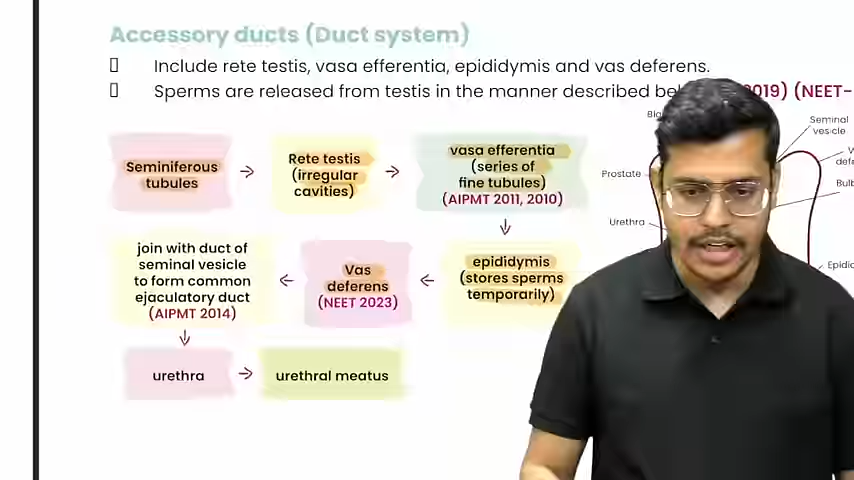 Accessory ducts (Duct system)
Include rete testis, vasa efferentia, epididymis and vas deferens.
Sperms are released from testis in the manner described 2019) (NEET-
Seminiferous
tubules
Rete testis
(irregular
cavities)
vasa efferentia
(series of
fine tubules)
(AIPMT 2011, 2010)
join with duct of
seminal vesicle
to form common
ejaculatory duct
(AIPMT 2014)
Vas
deferens
(NEET 2023)
epididymis
(stores sperms
temporarily)
urethra
urethral meatus
Seminal
vesicle
Prostate
Urethra